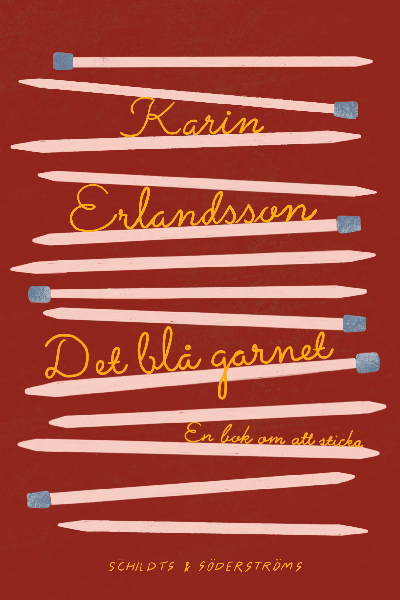 Karin
Erlandsson
Det blå garnet
En bok om att sticka
SCHILDTS & SÖDERSTRÖMS